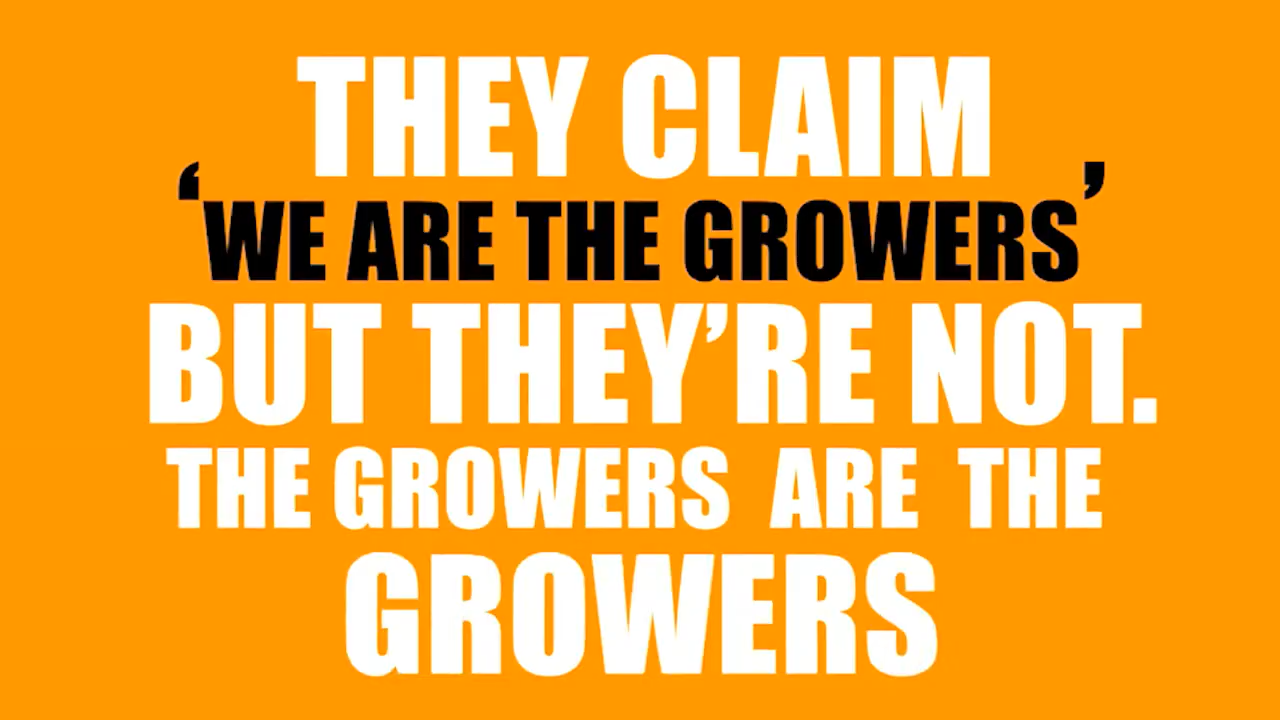 THEY CLAIM
‘WE ARE THE GROWERS’
BUT THEY’RE NOT.
THE GROWERS ARE THE
GROWERS